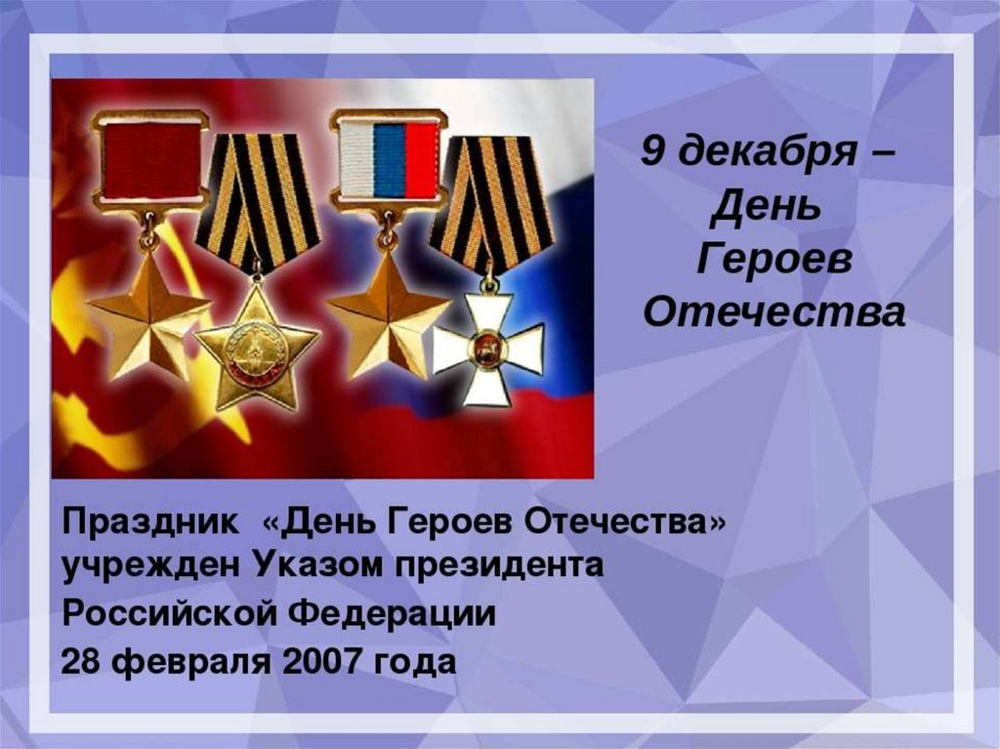 9 декабря –
День
Героев
Отечества
Праздник «День Героев Отечества»
учрежден Указом президента
Российской Федерации
28 февраля 2007 года